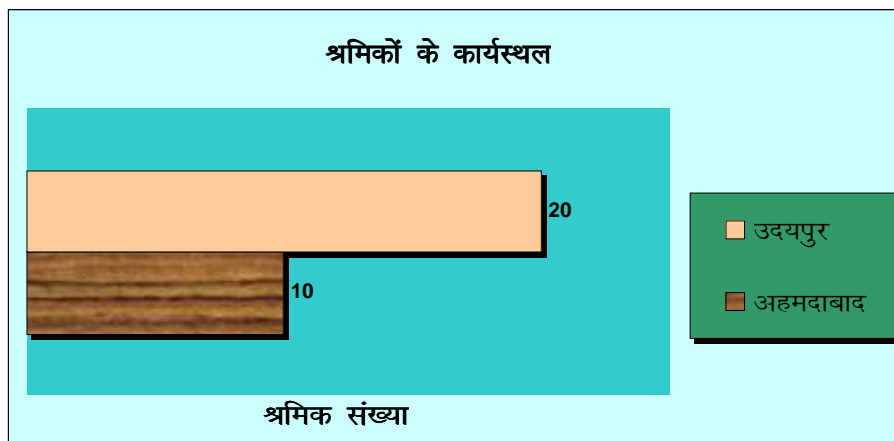 श्रमिकों के कार्यस्थल
20
10
उदयपुर
अहमदाबाद
श्रमिक संख्या